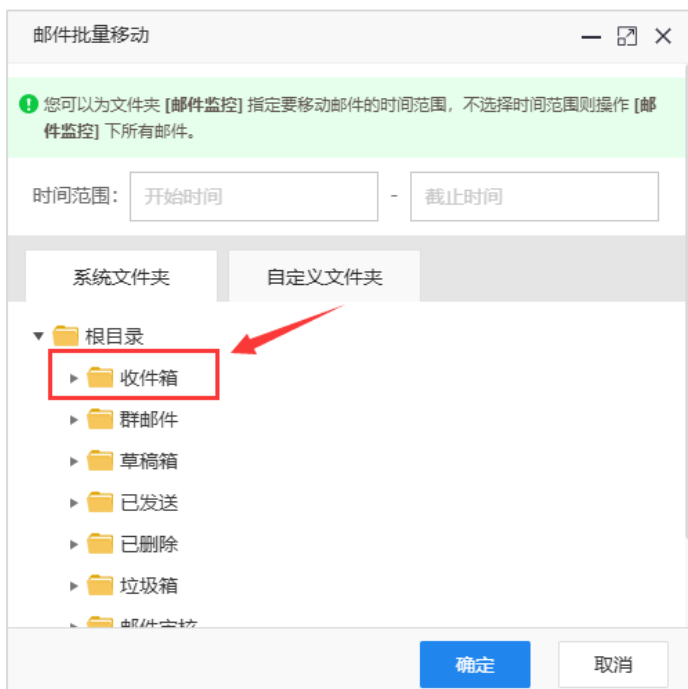 邮件批量移动
您可以为文件夹 [邮件监控] 指定要移动邮件的时间范围，不选择时间范围则操作 [邮
件监控] 下所有邮件。
时间范围： 开始时间 - 截止时间
系统文件夹 自定义文件夹
根目录
收件箱
群邮件
草稿箱
已发送
已删除
垃圾箱
邮件审核
确定 取消